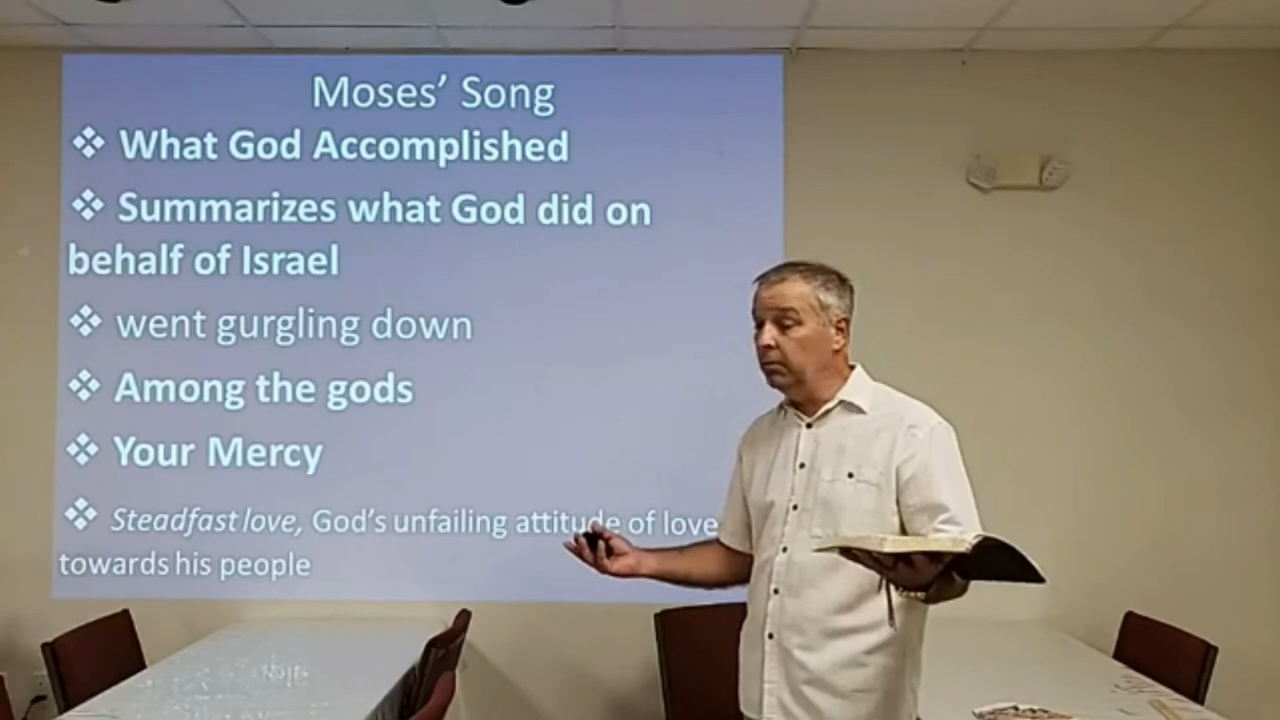 Moses’ Song
❖ What God Accomplished
❖ Summarizes what God did on
behalf of Israel
❖ went gurgling down
❖ Among the gods
❖ Your Mercy
❖ Steadfast love, God’s unfailing attitude of love
towards his people